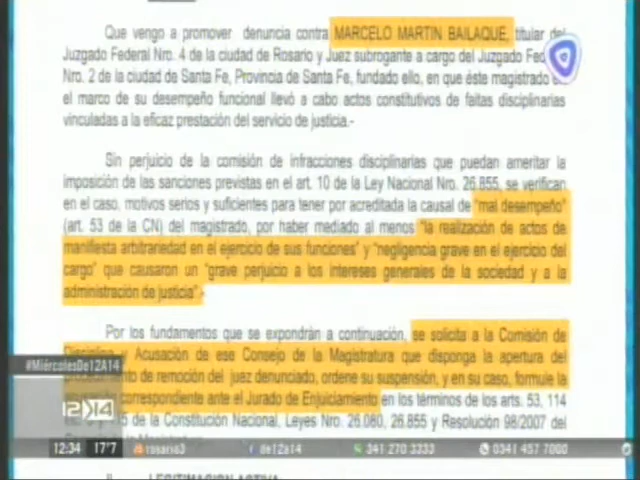 Que vengo a promover denuncia contra MARCELO MARTIN BAILAQUE, titular del
Juzgado Federal Nro. 4 de la ciudad de Rosario y Juez subrogante a cargo del Juzgado
Nro. 2 de la ciudad de Santa Fe, Provincia de Santa Fe, fundado ello, en que éste magistrado
el marco de su desempeño funcional llevó a cabo actos constitutivos de faltas disciplinarias
vinculadas a la eficaz prestación del servicio de justicia.-
Sin perjuicio de la comisión de infracciones disciplinarias que puedan ameritar la
imposición de las sanciones previstas en el art. 10 de la Ley Nacional Nro. 26.855, se verifican
en el caso, motivos serios y suficientes para tener por acreditada la causal de "mal desempeño"
(art. 53 de la CN) del magistrado, por haber mediado al menos "la realización de actos de
manifiesta arbitrariedad en el ejercicio de sus funciones" y "negligencia grave en el ejercicio del
cargo" que causaron un "grave perjuicio a los intereses generales de la sociedad y a la
administración de justicia".-
Por los fundamentos que se expondrán a continuación, se solicita a la Comisión de
y Acusación de ese Consejo de la Magistratura que disponga la apertura del
#MiércolesDe12A14
de remoción del juez denunciado, ordene su suspensión, y en su caso, formule la
correspondiente ante el Jurado de Enjuiciamiento en los términos de los arts. 53, 114
12 14
de la Constitución Nacional, Leyes Nro. 26.080, 26.855 y Resolución 98/2007 del
12:34 17°7 rosario3 de12a14 341 270 3333 0341 457 7000